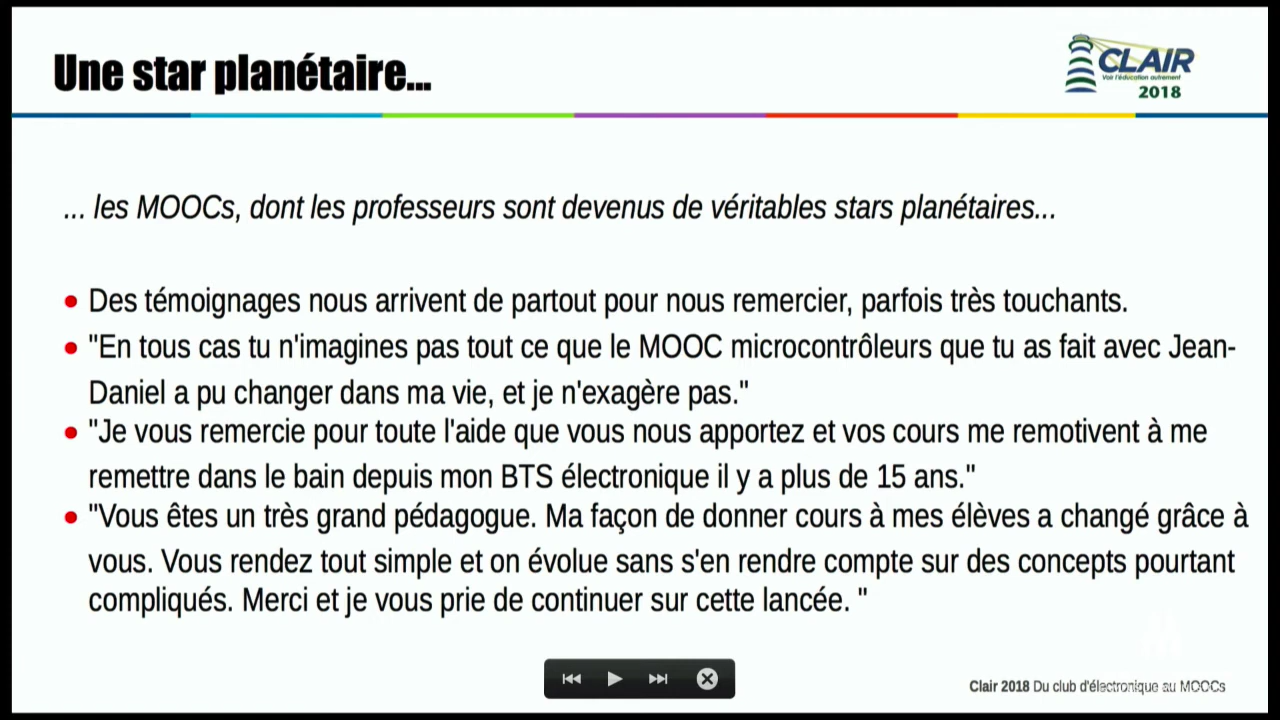 Une star planétaire...
CLAIR
Voir l'éducation autrement
2018
... les MOOCs, dont les professeurs sont devenus de véritables stars planétaires...
Des témoignages nous arrivent de partout pour nous remercier, parfois très touchants.
"En tous cas tu n'imagines pas tout ce que le MOOC microcontrôleurs que tu as fait avec Jean-
Daniel a pu changer dans ma vie, et je n'exagère pas."
"Je vous remercie pour toute l'aide que vous nous apportez et vos cours me remotivent à me
remettre dans le bain depuis mon BTS électronique il y a plus de 15 ans."
"Vous êtes un très grand pédagogue. Ma façon de donner cours à mes élèves a changé grâce à
vous. Vous rendez tout simple et on évolue sans s'en rendre compte sur des concepts pourtant
compliqués. Merci et je vous prie de continuer sur cette lancée. "
Clair 2018 Du club d'électronique au MOOCs